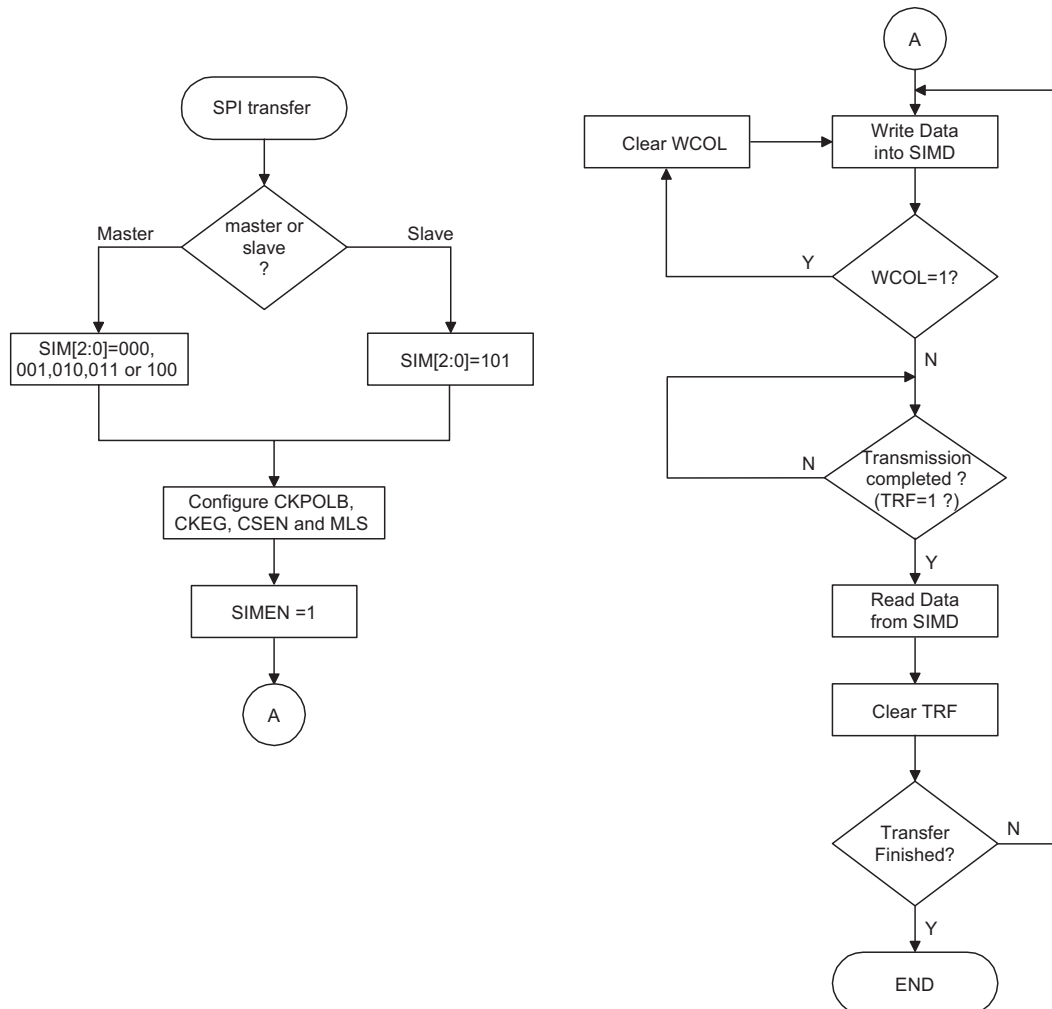 SPI transfer
master or
slave
?
Master
Slave
SIM[2:0]=000,
001,010,011 or 100
SIM[2:0]=101
Configure CKPOLB,
CKEG, CSEN and MLS
SIMEN =1
A
A
Write Data
into SIMD
Clear WCOL
WCOL=1?
Y
N
Transmission
completed ?
(TRF=1 ?)
N
Y
Read Data
from SIMD
Clear TRF
Transfer
Finished?
N
Y
END